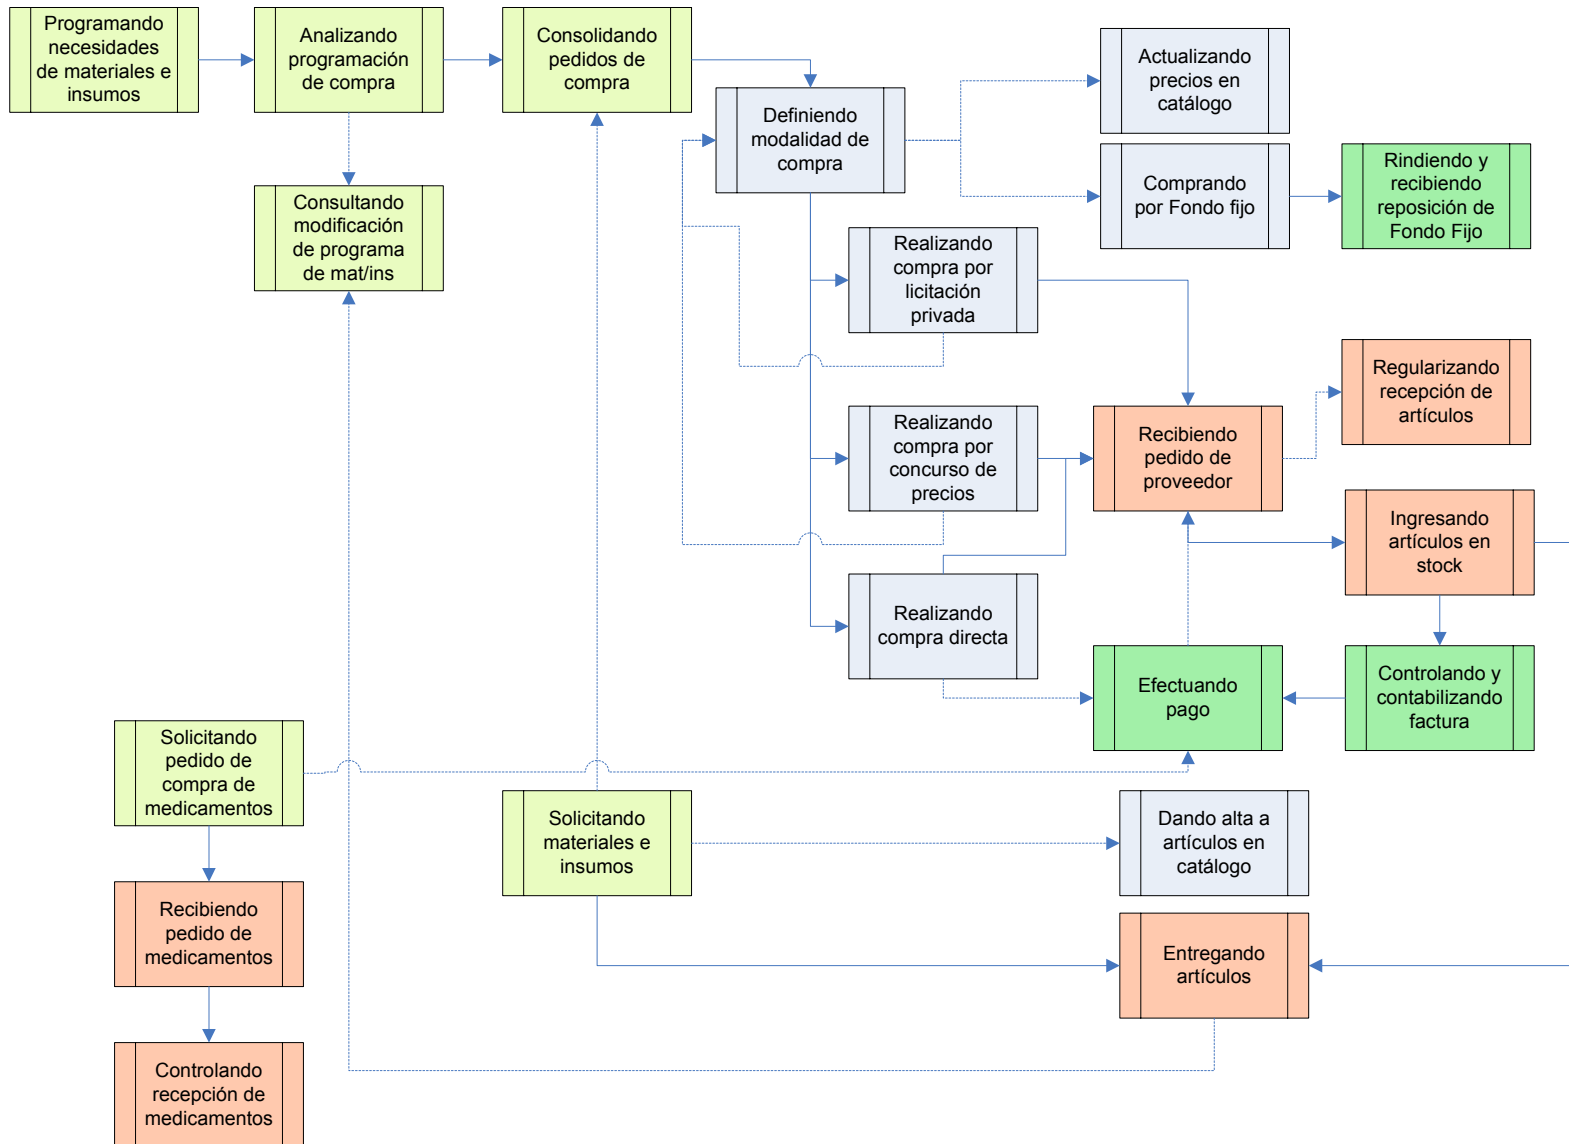 Programando
necesidades
de materiales e
insumos
Analizando
programación
de compra
Consolidando
pedidos de
compra
Actualizando
precios en
catálogo
Definiendo
modalidad de
compra
Comprando
por Fondo fijo
Rindiendo y
recibiendo
reposición de
Fondo Fijo
Consultando
modificación
de programa
de mat/ins
Realizando
compra por
licitación
privada
Regularizando
recepción de
artículos
Realizando
compra por
concurso de
precios
Recibiendo
pedido de
proveedor
Ingresando
artículos en
stock
Realizando
compra directa
Efectuando
pago
Controlando y
contabilizando
factura
Solicitando
pedido de
compra de
medicamentos
Solicitando
materiales e
insumos
Dando alta a
artículos en
catálogo
Recibiendo
pedido de
medicamentos
Entregando
artículos
Controlando
recepción de
medicamentos